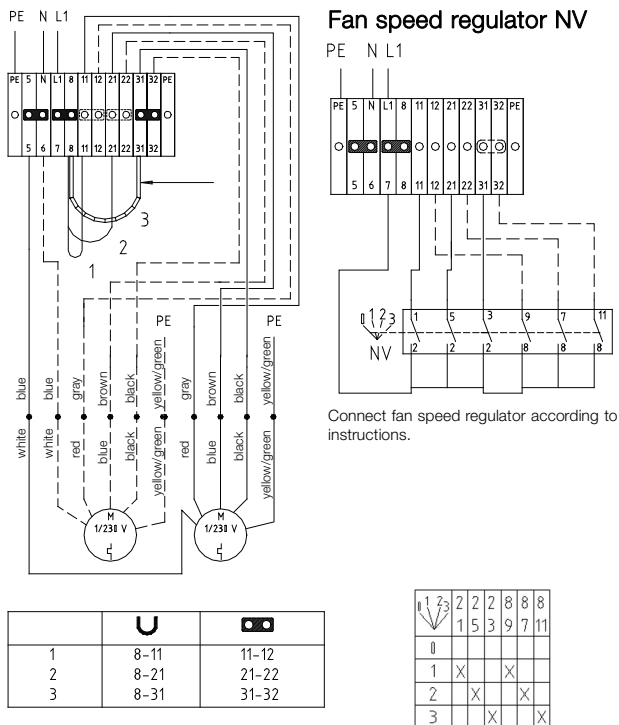 PE N L1
PE 5 N L1 8 11 12 21 22 31 32 PE
5 6 7 8 11 12 21 22 31 32
3
2
1
PE PE
blue blue gray brown black yellow/green gray brown black yellow/green
white white red blue black yellow/green red blue black yellow/green
M
1/230 V
M
1/230 V
1 8-11 11-12
2 8-21 21-22
3 8-31 31-32
Fan speed regulator NV
PE N L1
PE 5 N L1 8 11 12 21 22 31 32 PE
5 6 7 8 11 12 21 22 31 32
0 1 2 3
NV
1 5 3 9 7 11
2 2 2 8 8 8
Connect fan speed regulator according to
instructions.
0 1 2 3 2 2 2 8 8 8
1 5 3 9 7 11
0
1 X X
2 X X
3 X X